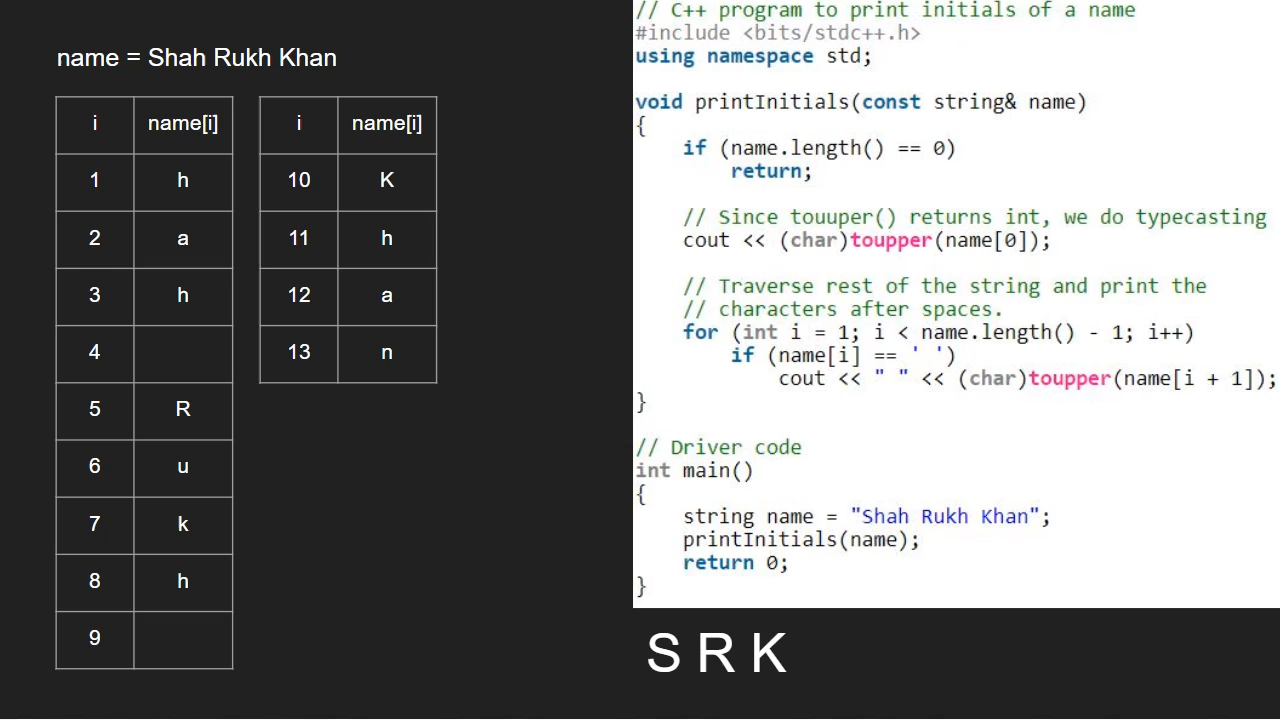 name = Shah Rukh Khan
i name[i]
1 h
2 a
3 h
4
5 R
6 u
7 k
8 h
9
i name[i]
10 K
11 h
12 a
13 n
// C++ program to print initials of a name
#include <bits/stdc++.h>
using namespace std;
void printInitials(const string& name)
{
if (name.length() == 0)
return;
// Since touuper() returns int, we do typecasting
cout << (char)toupper(name[0]);
// Traverse rest of the string and print the
// characters after spaces.
for (int i = 1; i < name.length() - 1; i++)
if (name[i] == ' ')
cout << " " << (char)toupper(name[i + 1]);
}
// Driver code
int main()
{
string name = "Shah Rukh Khan";
printInitials(name);
return 0;
}
S R K